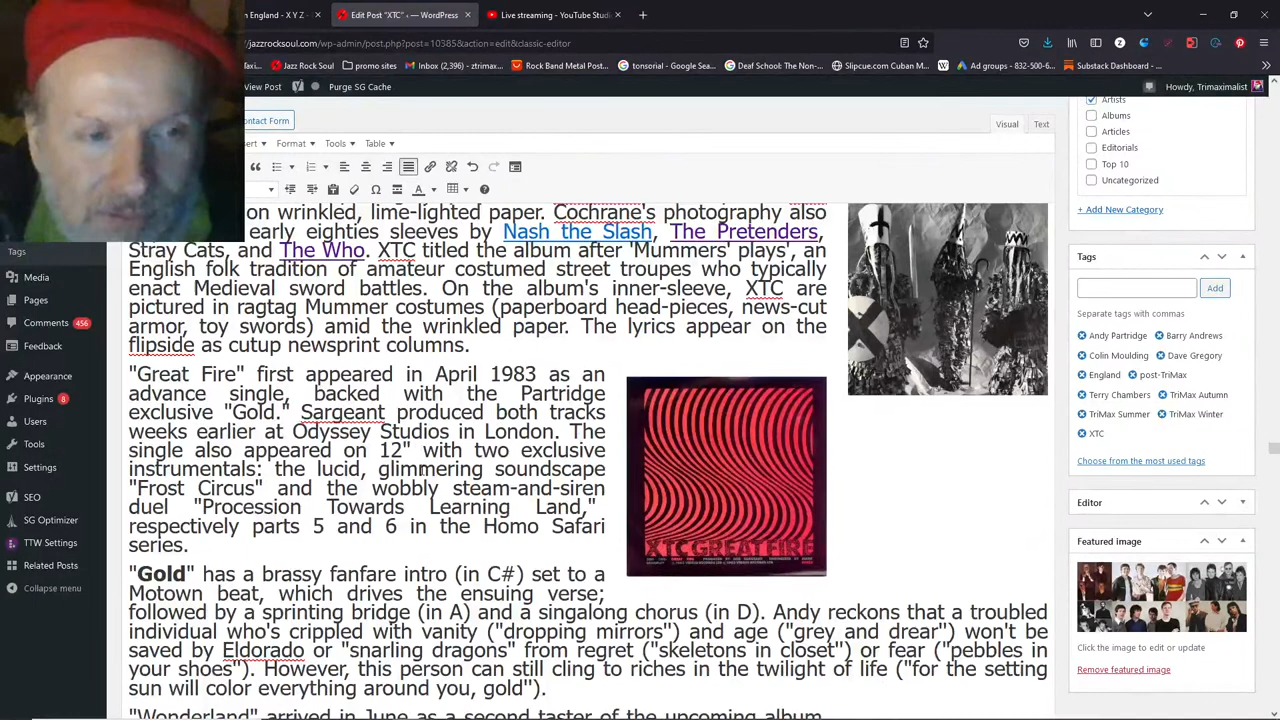 n England - X Y Z -
Edit Post "XTC" ‹ — WordPress
Live streaming - YouTube Studi
jazzrocksoul.com/wp-admin/post.php?post=10385&action=edit&classic-editor
Taxi...
Jazz Rock Soul
promo sites
Inbox (2,396) - ztrimax...
Rock Band Metal Post...
tonsorial - Google Sea...
Deaf School: The Non-...
Slipcue.com Cuban M...
Ad groups - 832-500-6...
Substack Dashboard -...
View Post
Purge SG Cache
Howdy, Trimaximalist
ontact Form
Visual
Text
ert
Format
Tools
Table
on wrinkled, lime-lighted paper. Cochrane's photography also
early eighties sleeves by Nash the Slash, The Pretenders,
Stray Cats, and The Who. XTC titled the album after 'Mummers' plays', an
English folk tradition of amateur costumed street troupes who typically
enact Medieval sword battles. On the album's inner-sleeve, XTC are
pictured in ragtag Mummer costumes (paperboard head-pieces, news-cut
armor, toy swords) amid the wrinkled paper. The lyrics appear on the
flipside as cutup newsprint columns.
"Great Fire" first appeared in April 1983 as an
advance single, backed with the Partridge
exclusive "Gold." Sargeant produced both tracks
weeks earlier at Odyssey Studios in London. The
single also appeared on 12" with two exclusive
instrumentals: the lucid, glimmering soundscape
"Frost Circus" and the wobbly steam-and-siren
duel "Procession Towards Learning Land,"
respectively parts 5 and 6 in the Homo Safari
series.
XTC GREAT FIRE
"Gold" has a brassy fanfare intro (in C#) set to a
Motown beat, which drives the ensuing verse;
followed by a sprinting bridge (in A) and a singalong chorus (in D). Andy reckons that a troubled
individual who's crippled with vanity ("dropping mirrors") and age ("grey and drear") won't be
saved by Eldorado or "snarling dragons" from regret ("skeletons in closet") or fear ("pebbles in
your shoes"). However, this person can still cling to riches in the twilight of life ("for the setting
sun will color everything around you, gold").
"Wonderland" arrived in June as a second taster of the upcoming album,
Tags
Media
Pages
Comments 456
Feedback
Appearance
Plugins 8
Users
Tools
Settings
SEO
SG Optimizer
TTW Settings
Related Posts
Collapse menu
Artists
Albums
Articles
Editorials
Top 10
Uncategorized
+ Add New Category
Tags
Add
Separate tags with commas
Andy Partridge
Barry Andrews
Colin Moulding
Dave Gregory
England
post-TriMax
Terry Chambers
TriMax Autumn
TriMax Summer
TriMax Winter
XTC
Choose from the most used tags
Editor
Featured image
Click the image to edit or update
Remove featured image